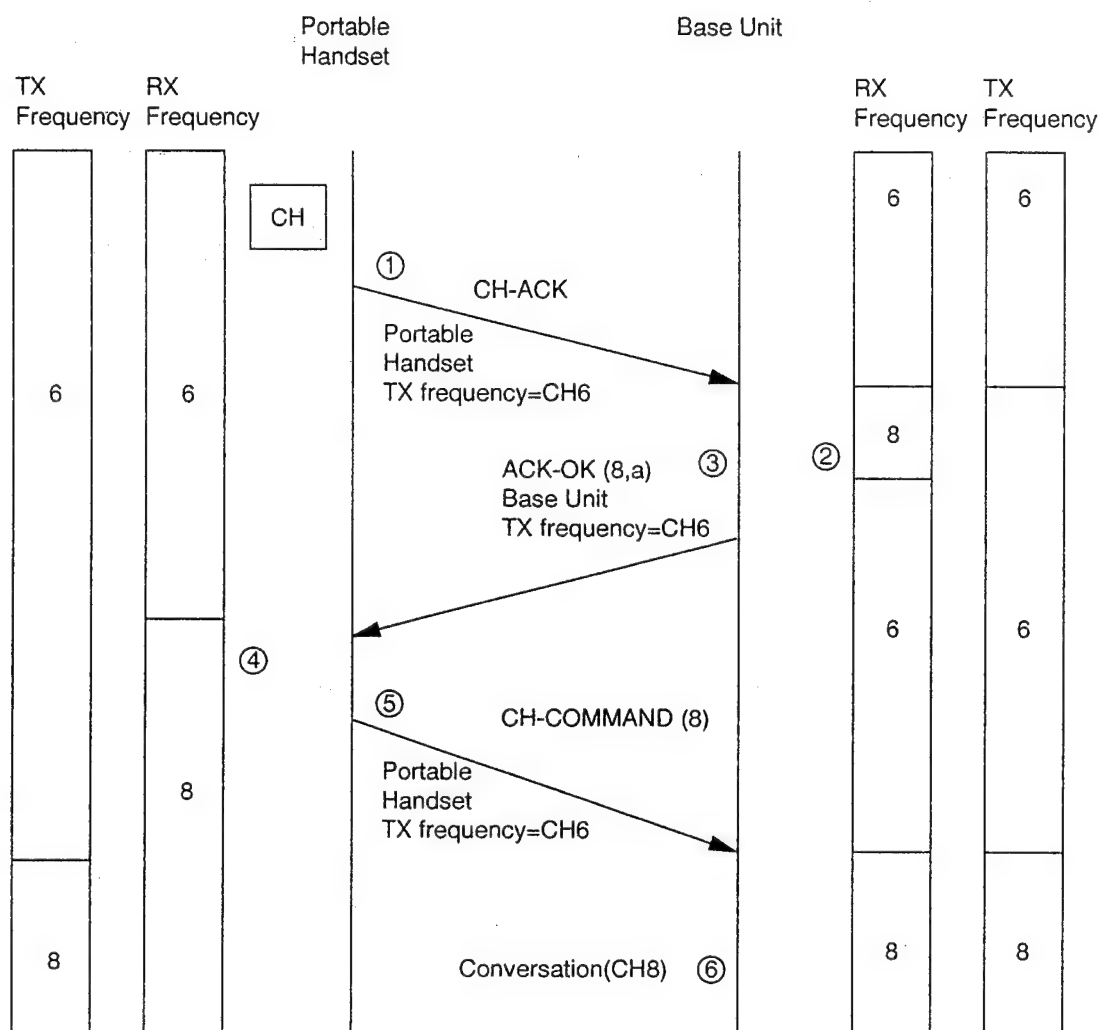 Portable
Handset
Base Unit
TX
Frequency
RX
Frequency
RX
Frequency
TX
Frequency
CH
6
6
①
CH-ACK
Portable
Handset
TX frequency=CH6
6
6
8
②
③
ACK-OK (8,a)
Base Unit
TX frequency=CH6
6
6
④
⑤
CH-COMMAND (8)
Portable
Handset
TX frequency=CH6
8
8
Conversation(CH8)
⑥
8
8